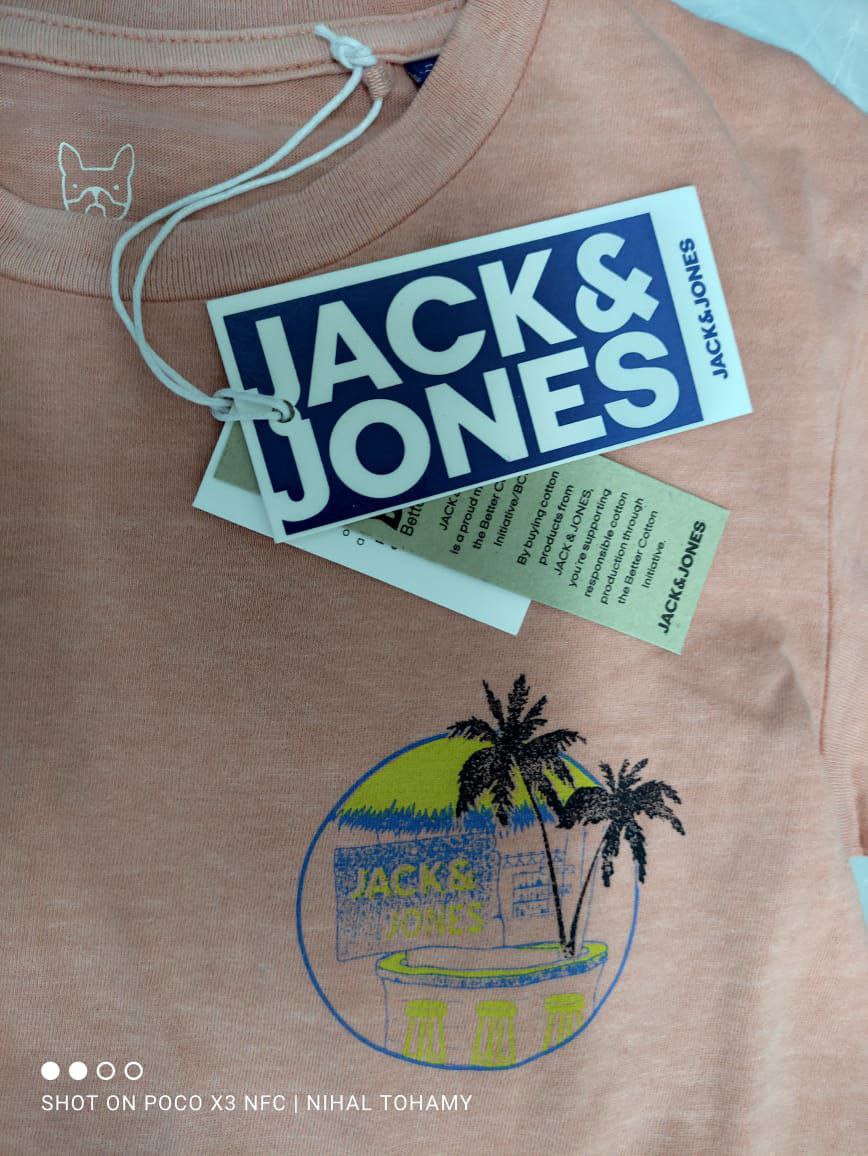 JACK&
JONES
JACK&JONES
Bette
JACK &
is a proud m
the Better C
Initiative/BC
By buying cotton
products from
JACK & JONES,
you're supporting
responsible cotton
production through
the Better Cotton
Initiative.
JACK&JONES
JACK&
JONES
SHOT ON POCO X3 NFC | NIHAL TOHAMY